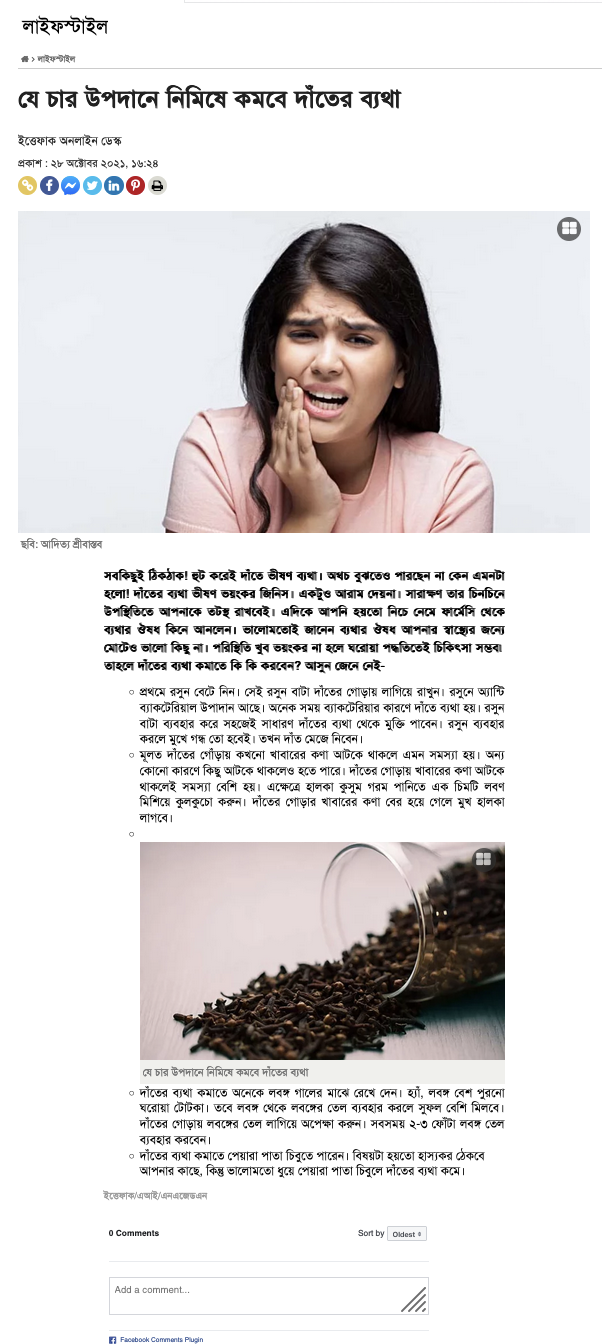 লাইফস্টাইল
› লাইফস্টাইল
যে চার উপদানে নিমিষে কমবে দাঁতের ব্যথা
ইত্তেফাক অনলাইন ডেস্ক
প্রকাশ : ২৮ অক্টোবর ২০২১, ১৬:২৪
ছবি: আদিত্য শ্রীবাস্তব
সবকিছুই ঠিকঠাক! হুট করেই দাঁতে ভীষণ ব্যথা। অথচ বুঝতেও পারছেন না কেন এমনটা
হলো! দাঁতের ব্যথা ভীষণ ভয়ংকর জিনিস। একটুও আরাম দেয়না। সারাক্ষণ তার চিনচিনে
উপস্থিতিতে আপনাকে তটস্থ রাখবেই। এদিকে আপনি হয়তো নিচে নেমে ফার্মেসি থেকে
ব্যথার ঔষধ কিনে আনলেন। ভালোমতোই জানেন ব্যথার ঔষধ আপনার স্বাস্থ্যের জন্যে
মোটেও ভালো কিছু না। পরিস্থিতি খুব ভয়ংকর না হলে ঘরোয়া পদ্ধতিতেই চিকিৎসা সম্ভব৷
তাহলে দাঁতের ব্যথা কমাতে কি কি করবেন? আসুন জেনে নেই-
প্রথমে রসুন বেটে নিন। সেই রসুন বাটা দাঁতের গোড়ায় লাগিয়ে রাখুন। রসুনে অ্যান্টি
ব্যাকটেরিয়াল উপাদান আছে। অনেক সময় ব্যাকটেরিয়ার কারণে দাঁতে ব্যথা হয়। রসুন
বাটা ব্যবহার করে সহজেই সাধারণ দাঁতের ব্যথা থেকে মুক্তি পাবেন। রসুন ব্যবহার
করলে মুখে গন্ধ তো হবেই। তখন দাঁত মেজে নিবেন।
মূলত দাঁতের গোঁড়ায় কখনো খাবারের কণা আটকে থাকলে এমন সমস্যা হয়। অন্য
কোনো কারণে কিছু আটকে থাকলেও হতে পারে। দাঁতের গোড়ায় খাবারের কণা আটকে
থাকলেই সমস্যা বেশি হয়। এক্ষেত্রে হালকা কুসুম গরম পানিতে এক চিমটি লবণ
মিশিয়ে কুলকুচো করুন। দাঁতের গোড়ার খাবারের কণা বের হয়ে গেলে মুখ হালকা
লাগবে।
যে চার উপদানে নিমিষে কমবে দাঁতের ব্যথা
দাঁতের ব্যথা কমাতে অনেকে লবঙ্গ গালের মাঝে রেখে দেন। হ্যাঁ, লবঙ্গ বেশ পুরনো
ঘরোয়া টোটকা। তবে লবঙ্গ থেকে লবঙ্গের তেল ব্যবহার করলে সুফল বেশি মিলবে।
দাঁতের গোড়ায় লবঙ্গের তেল লাগিয়ে অপেক্ষা করুন। সবসময় ২-৩ ফোঁটা লবঙ্গ তেল
ব্যবহার করবেন।
দাঁতের ব্যথা কমাতে পেয়ারা পাতা চিবুতে পারেন। বিষয়টা হয়তো হাস্যকর ঠেকবে
আপনার কাছে, কিন্তু ভালোমতো ধুয়ে পেয়ারা পাতা চিবুলে দাঁতের ব্যথা কমে।
ইত্তেফাক/এআই/এনএজেডএন
0 Comments
Sort by Oldest
Add a comment...
Facebook Comments Plugin